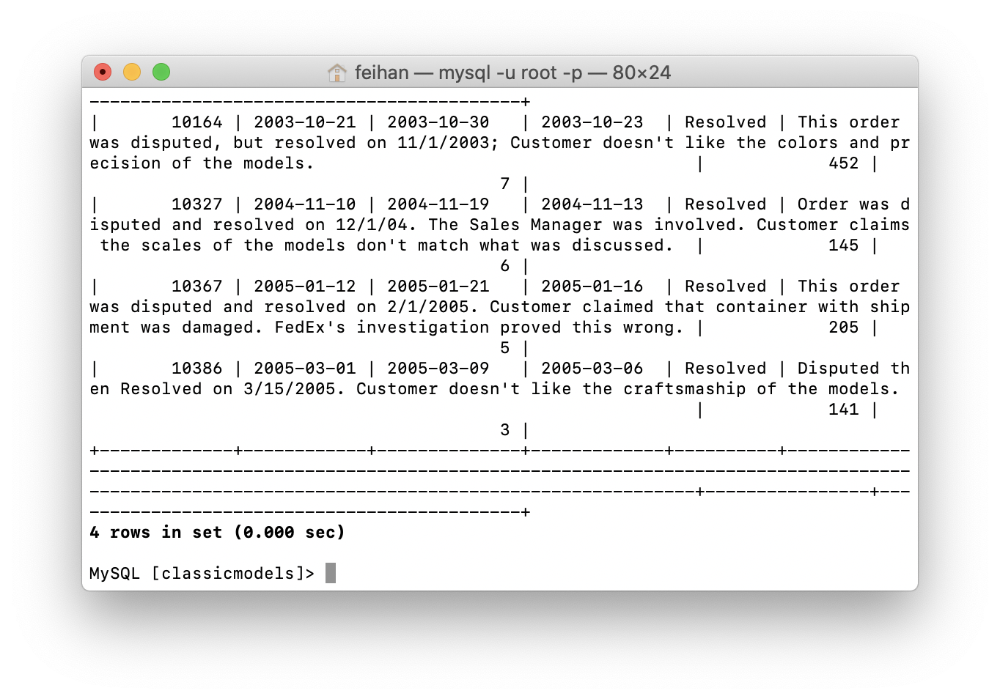 feihan — mysql -u root -p — 80×24
------------------------------------------+
|       10164 | 2003-10-21 | 2003-10-30   | 2003-10-23  | Resolved | This order 
was disputed, but resolved on 11/1/2003; Customer doesn't like the colors and pr
ecision of the models.                                     |            452 |   
                                        7 |
|       10327 | 2004-11-10 | 2004-11-19   | 2004-11-13  | Resolved | Order was d
isputed and resolved on 12/1/04. The Sales Manager was involved. Customer claims
 the scales of the models don't match what was discussed.  |            145 |   
                                        6 |
|       10367 | 2005-01-12 | 2005-01-21   | 2005-01-16  | Resolved | This order 
was disputed and resolved on 2/1/2005. Customer claimed that container with ship
ment was damaged. FedEx's investigation proved this wrong. |            205 |   
                                        5 |
|       10386 | 2005-03-01 | 2005-03-09   | 2005-03-06  | Resolved | Disputed th
en Resolved on 3/15/2005. Customer doesn't like the craftsmaship of the models. 
                                                           |            141 |   
                                        3 |
+-------------+------------+--------------+-------------+----------+------------
--------------------------------------------------------------------------------
-----------------------------------------------------------+----------------+---
------------------------------------------+
4 rows in set (0.000 sec)

MySQL [classicmodels]>